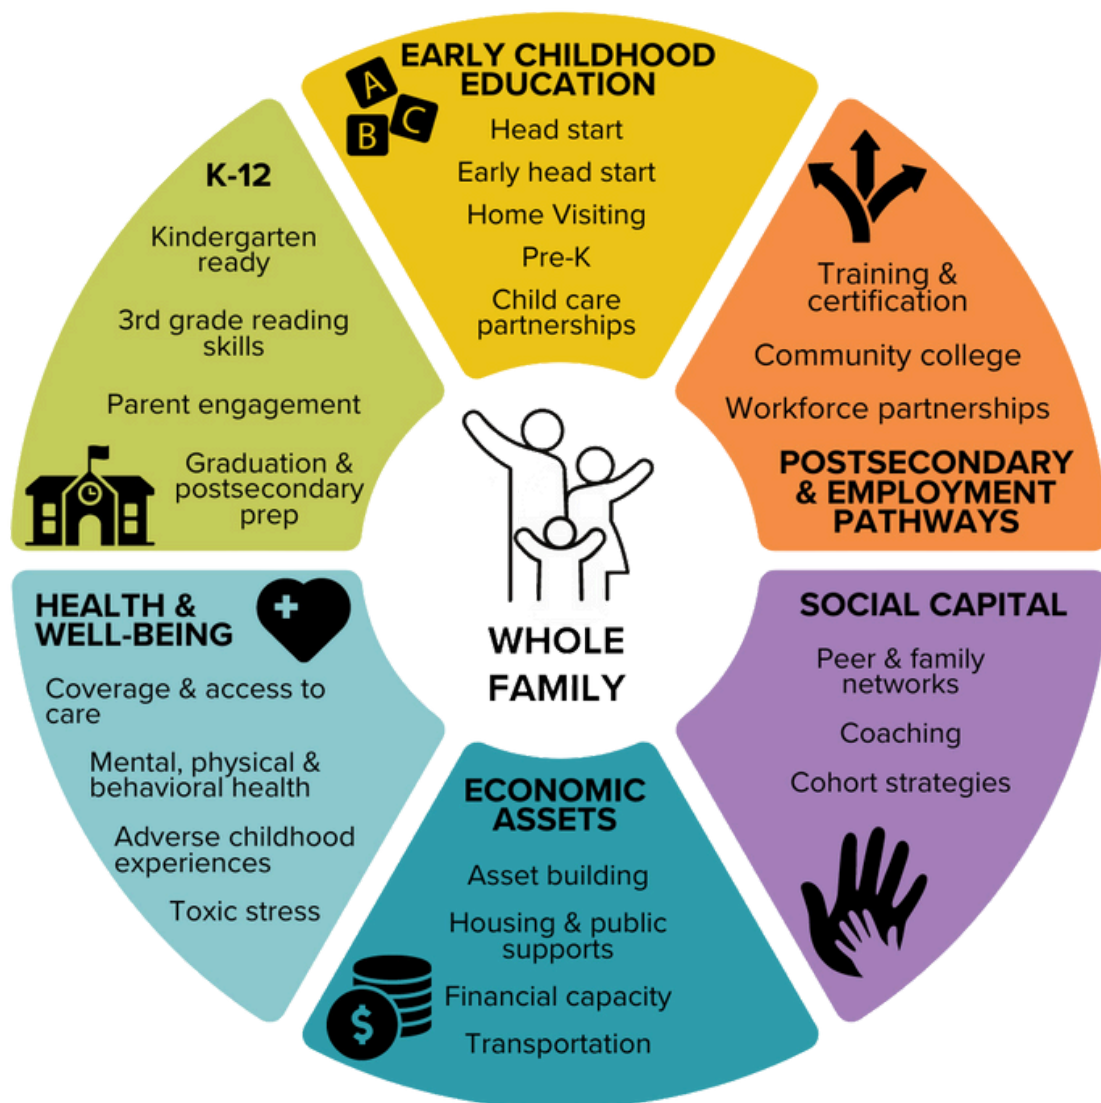 EARLY CHILDHOOD
EDUCATION
A
B
C
Head start
Early head start
Home Visiting
Pre-K
Child care
partnerships
Training &
certification
Community college
Workforce partnerships
POSTSECONDARY
& EMPLOYMENT
PATHWAYS
SOCIAL CAPITAL
Peer & family
networks
Coaching
Cohort strategies
ECONOMIC
ASSETS
Asset building
Housing & public
supports
Financial capacity
Transportation
$
HEALTH &
WELL-BEING
Coverage & access to
care
Mental, physical &
behavioral health
Adverse childhood
experiences
Toxic stress
K-12
Kindergarten
ready
3rd grade reading
skills
Parent engagement
Graduation &
postsecondary
prep
WHOLE
FAMILY